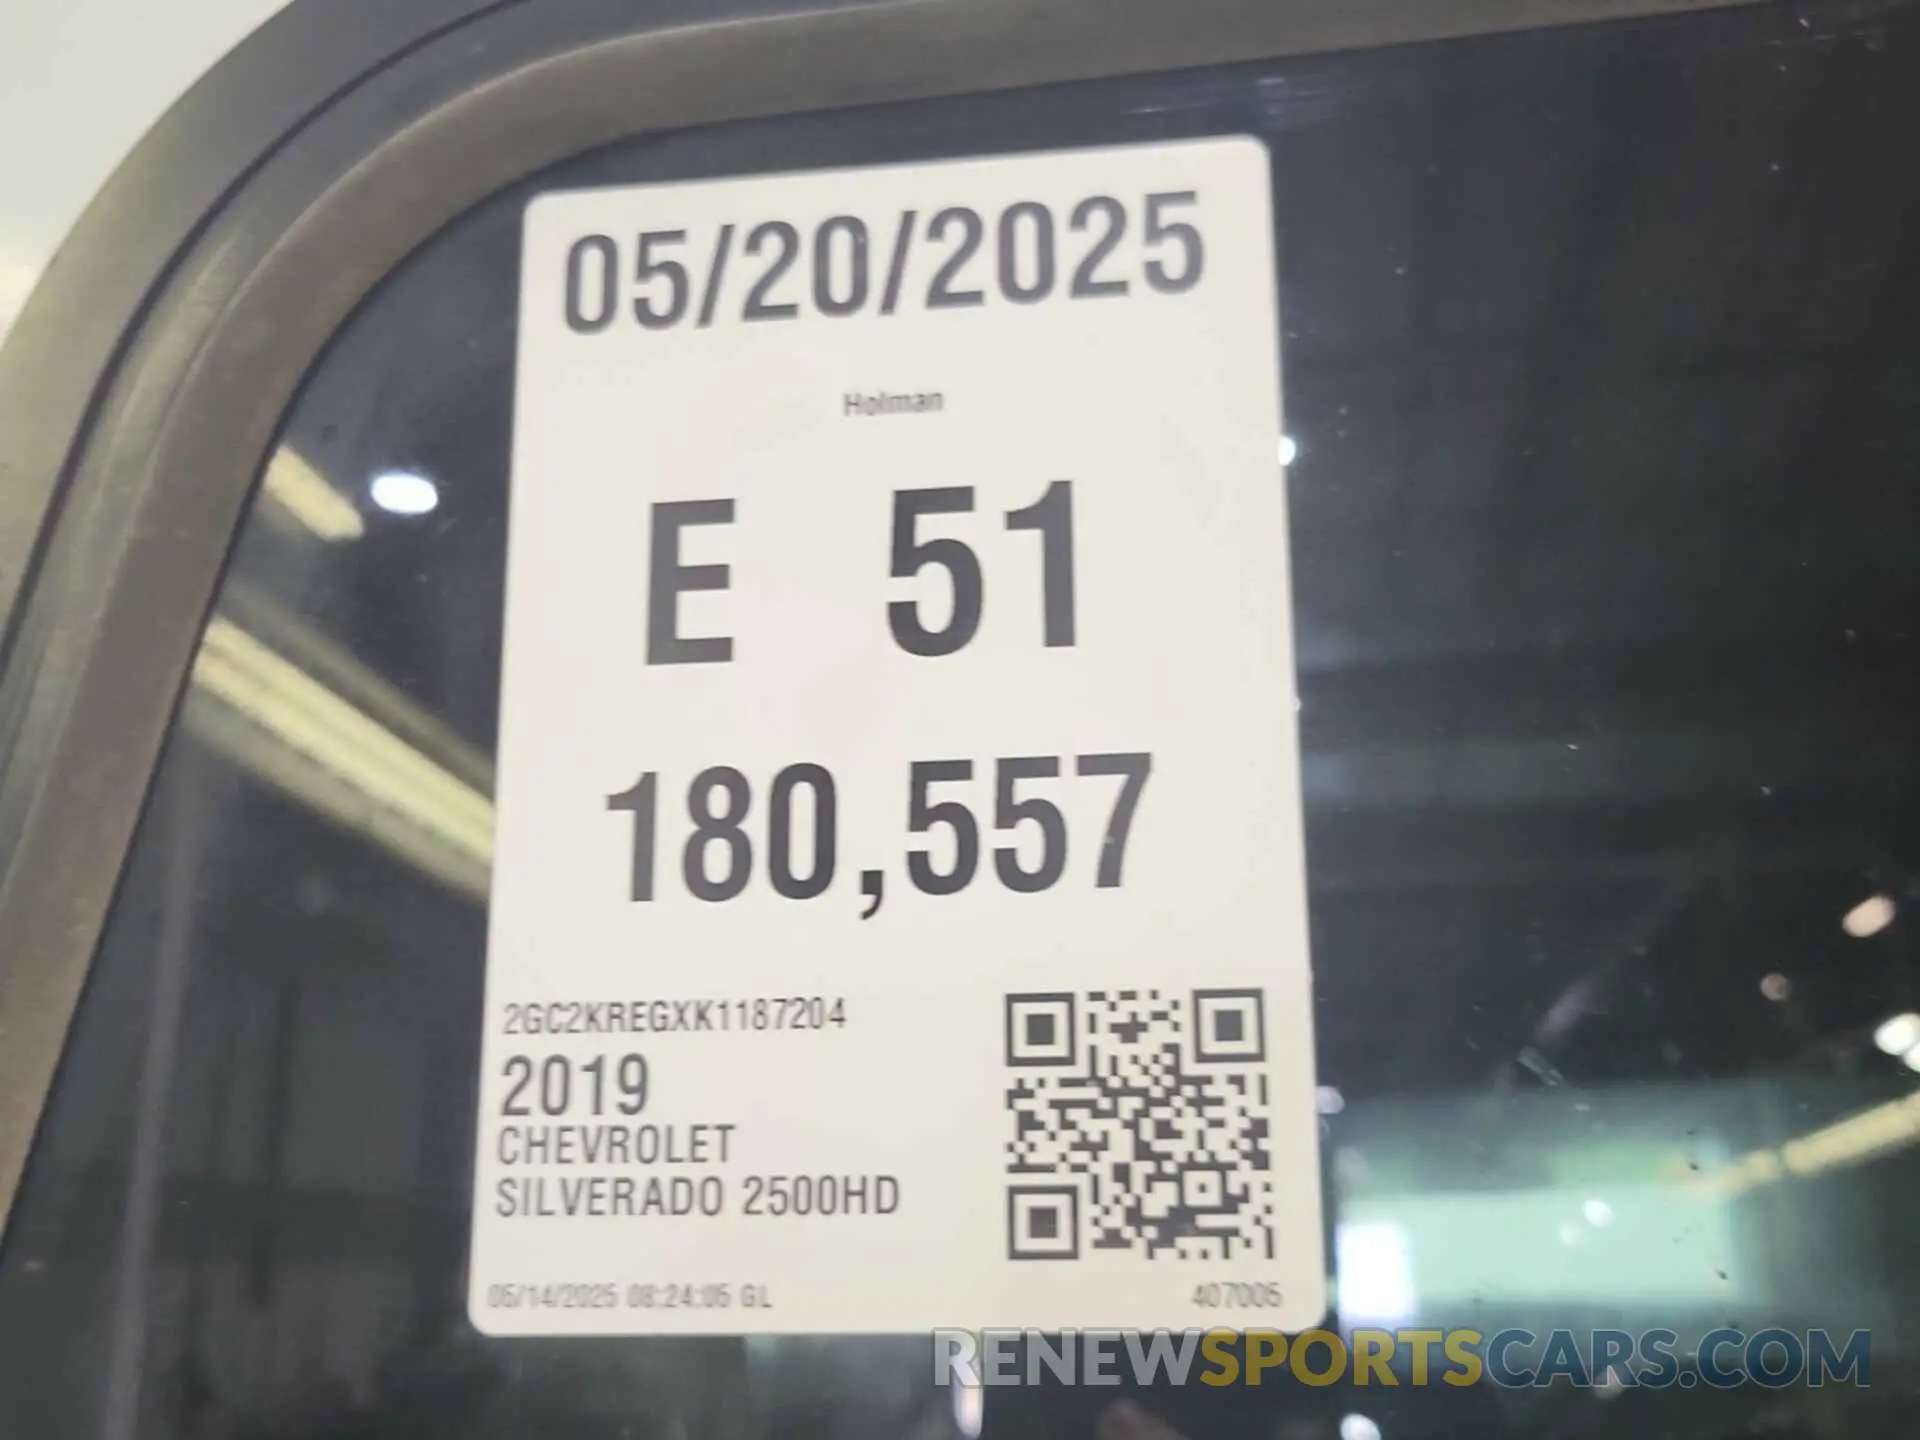 05/20/2025
Holman
E 51
180,557
2GC2KREGXK1187204
2019
CHEVROLET
SILVERADO 2500HD
05/14/2025 08:24:05 GL
407005
RENEWSPORTSCARS.COM